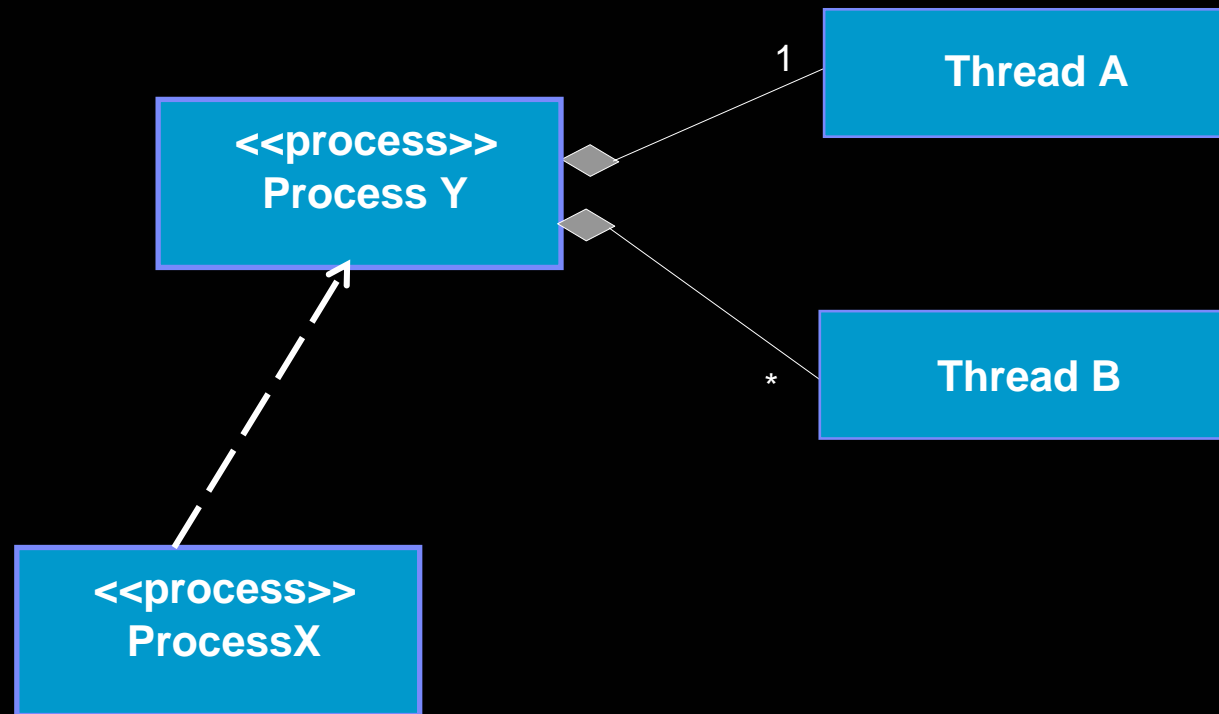 1
Thread A
<<process>>
Process Y
*
Thread B
<<process>>
ProcessX